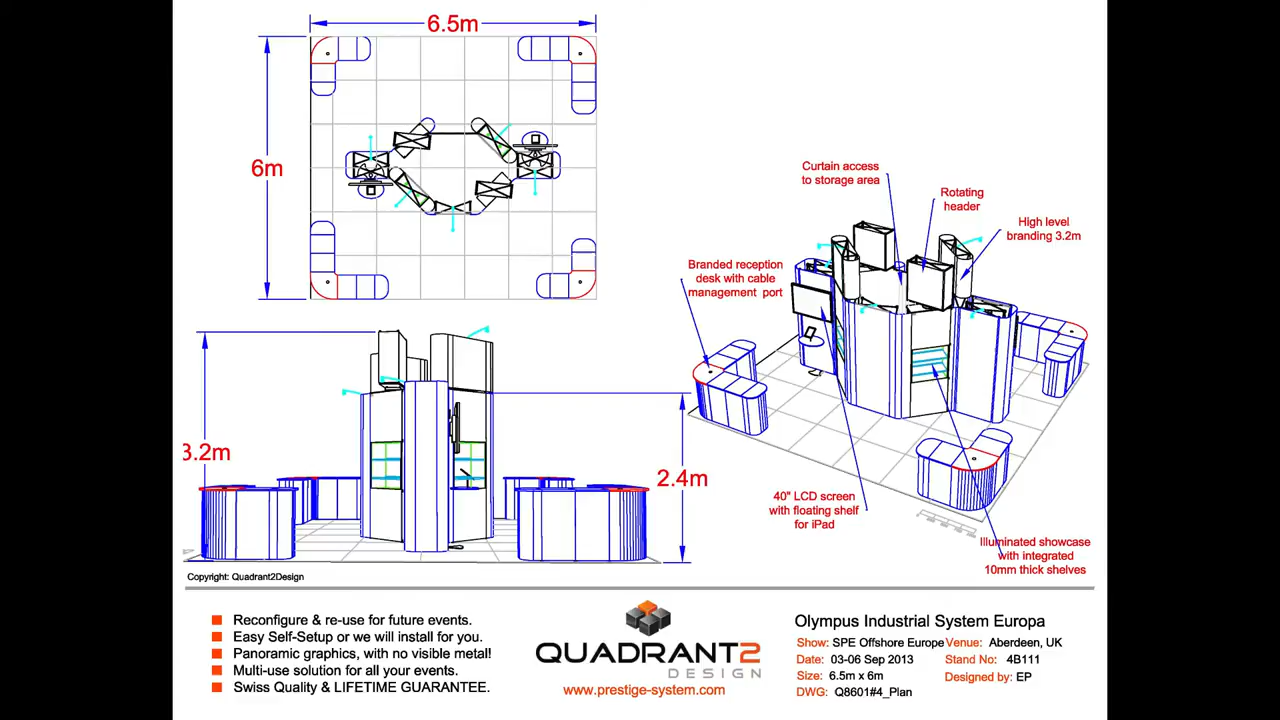 6.5m
6m
Curtain access
to storage area
Rotating
header
High level
branding 3.2m
Branded reception
desk with cable
management port
3.2m
2.4m
40" LCD screen
with floating shelf
for iPad
Illuminated showcase
with integrated
10mm thick shelves
Copyright: Quadrant2Design
Reconfigure & re-use for future events.
Easy Self-Setup or we will install for you.
Panoramic graphics, with no visible metal!
Multi-use solution for all your events.
Swiss Quality & LIFETIME GUARANTEE.
QUADRANT2
DESIGN
www.prestige-system.com
Olympus Industrial System Europa
Show: SPE Offshore Europe Venue: Aberdeen, UK
Date: 03-06 Sep 2013 Stand No: 4B111
Size: 6.5m x 6m Designed by: EP
DWG: Q8601#4_Plan